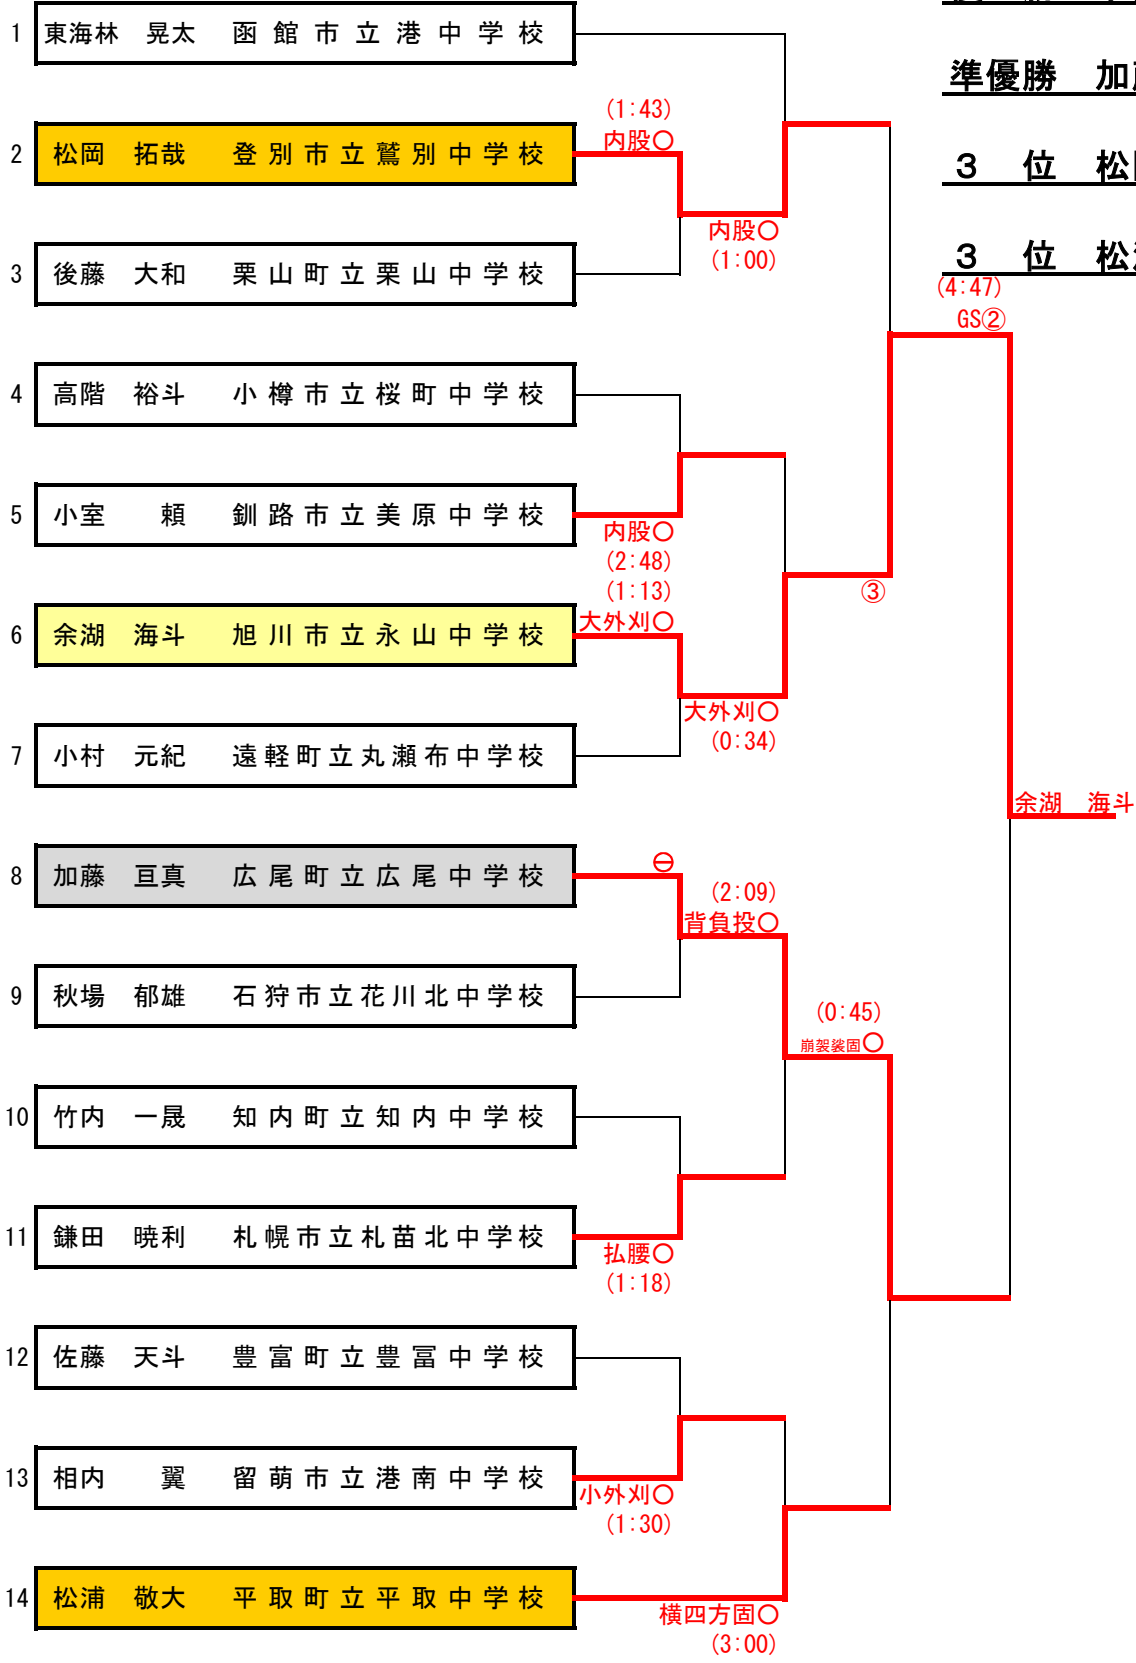 1 東海林 晃太 函館市立港中学校
準優勝 加
(1:43)
内股〇
2 松岡 拓哉 登別市立鷲別中学校
3 位 松
内股〇
(1:00)
3 後藤 大和 栗山町立栗山中学校
3 位 松
(4:47)
GS②
4 高階 裕斗 小樽市立桜町中学校
5 小室 頼 釧路市立美原中学校
内股〇
(2:48)
(1:13)
③
大外刈〇
6 余湖 海斗 旭川市立永山中学校
大外刈〇
(0:34)
7 小村 元紀 遠軽町立丸瀬布中学校
余湖 海斗
8 加藤 亘真 広尾町立広尾中学校
⊖
(2:09)
背負投〇
9 秋場 郁雄 石狩市立花川北中学校
(0:45)
崩袈裟固〇
10 竹内 一晟 知内町立知内中学校
11 鎌田 暁利 札幌市立札苗北中学校
払腰〇
(1:18)
12 佐藤 天斗 豊富町立豊冨中学校
13 相内 翼 留萌市立港南中学校
小外刈〇
(1:30)
14 松浦 敬大 平取町立平取中学校
横四方固〇
(3:00)